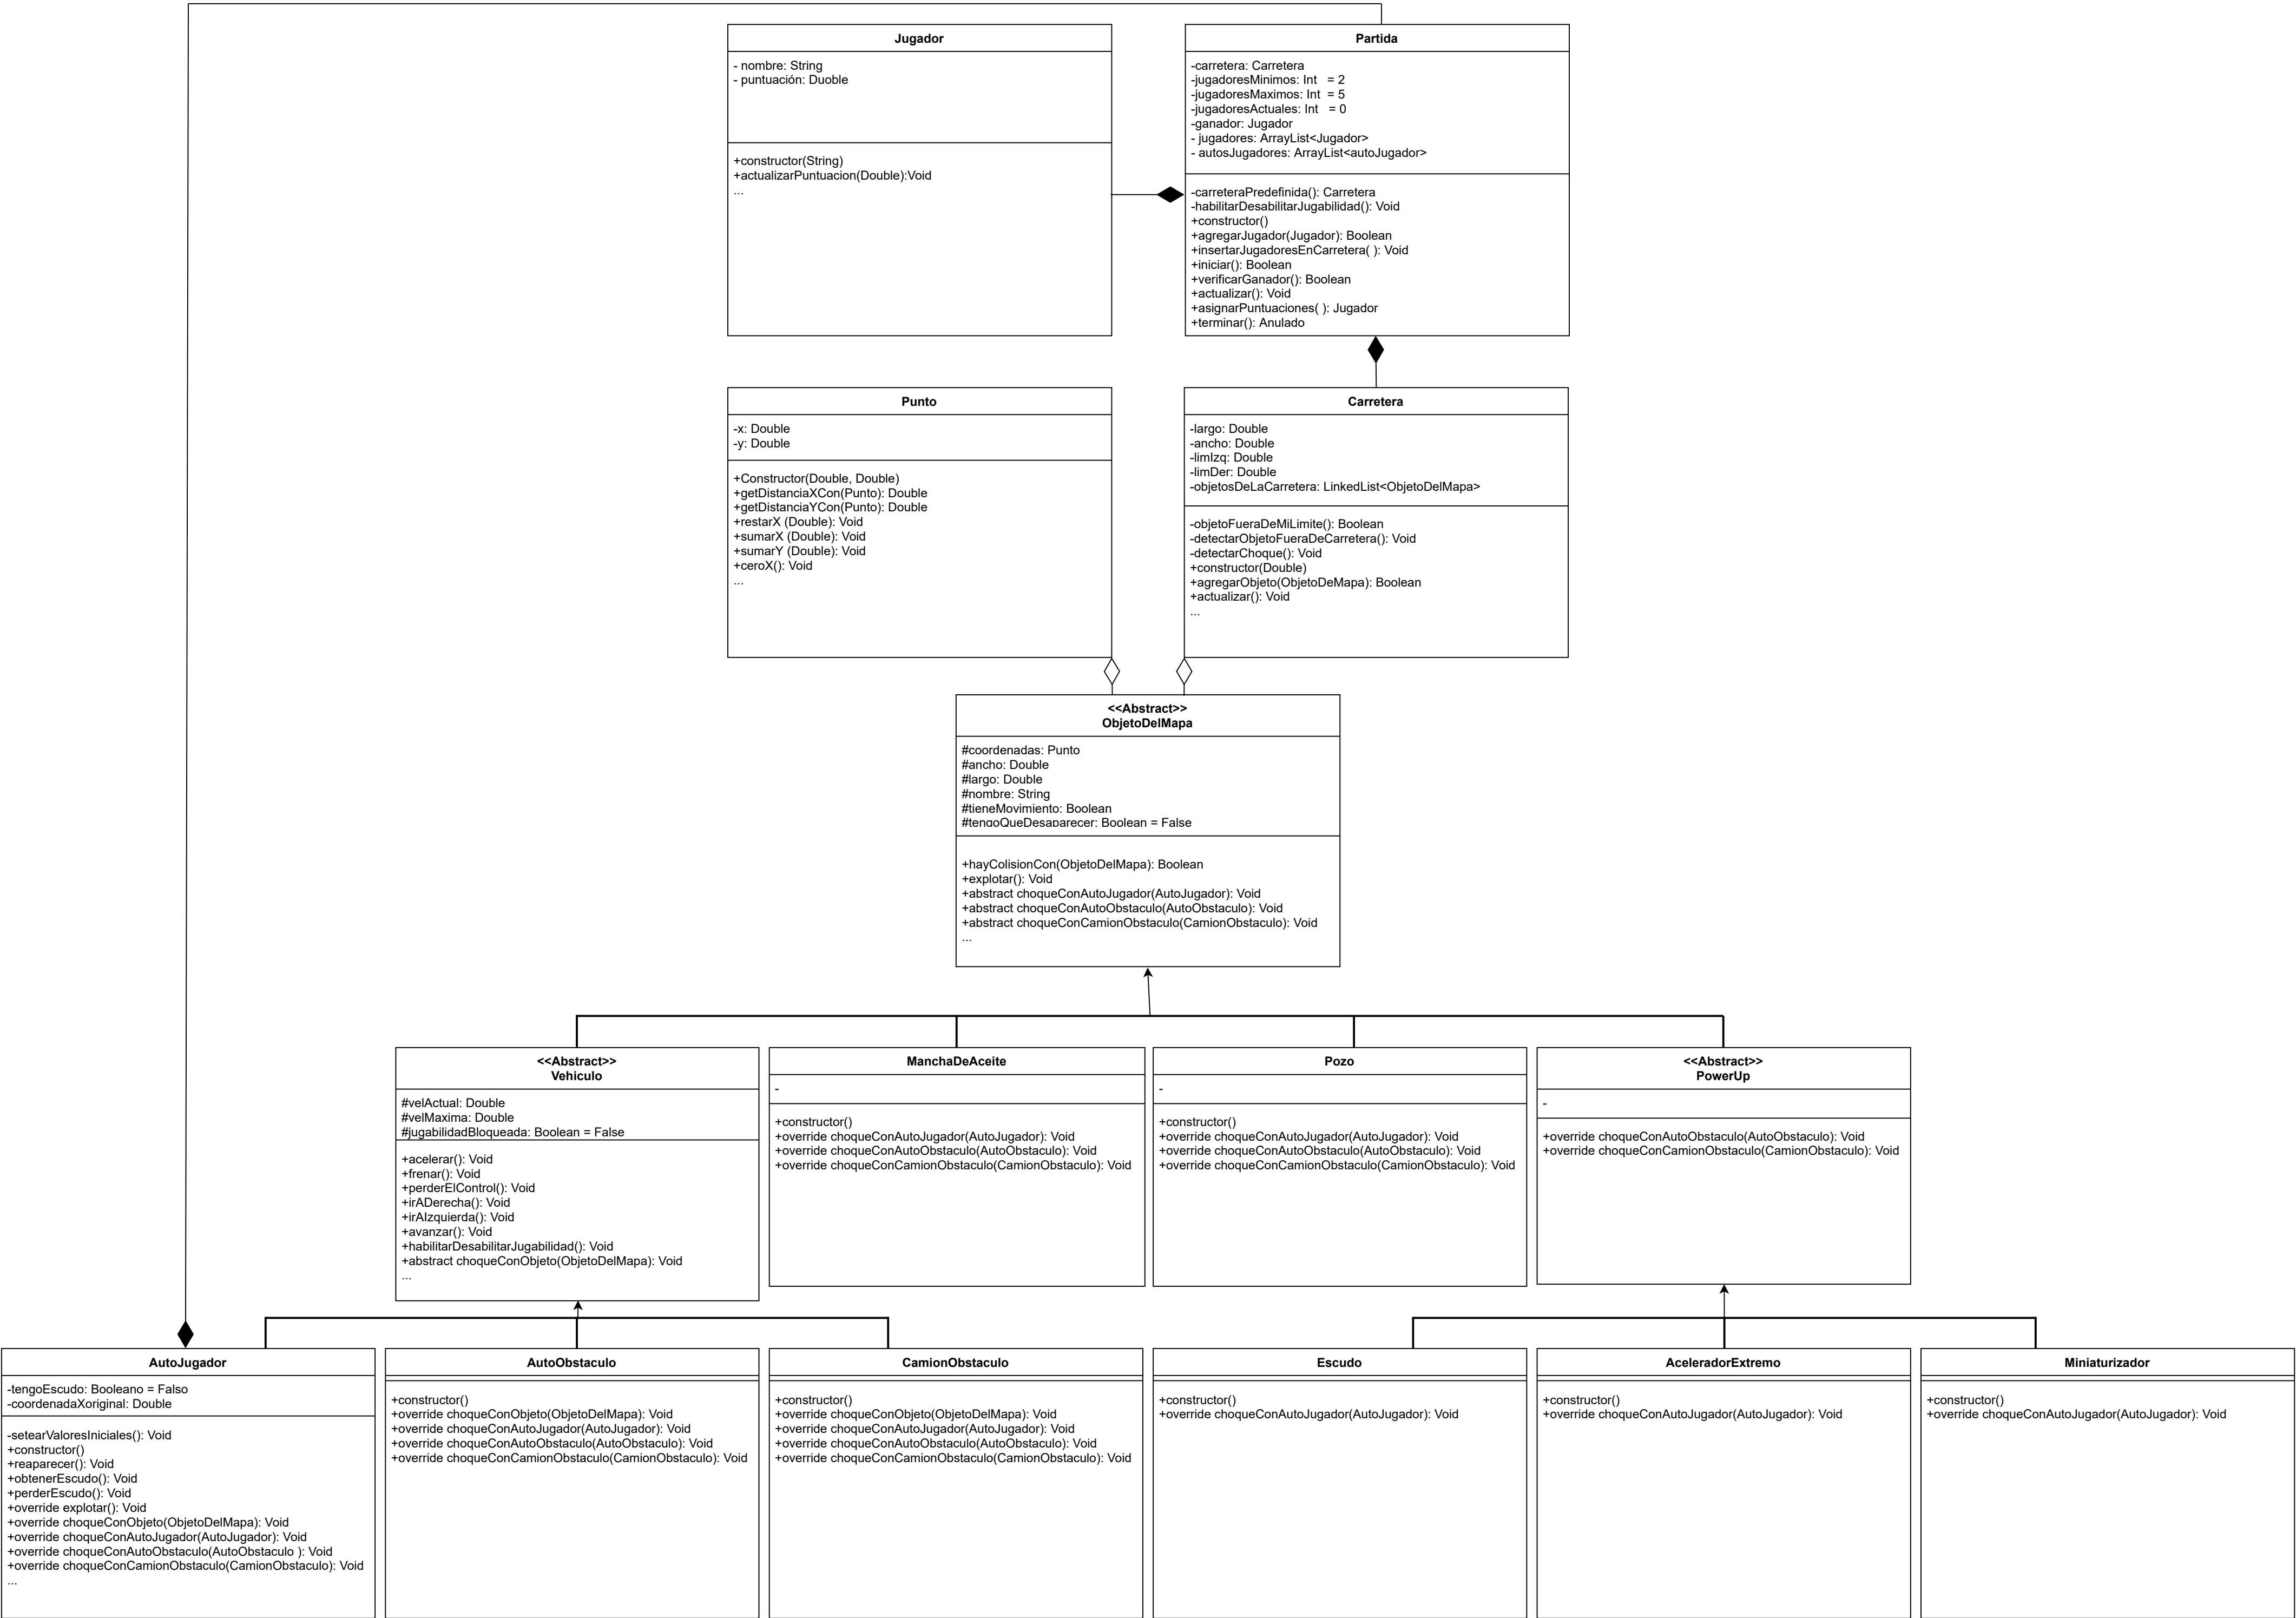 Jugador
- nombre: String
- puntuación: Duoble
+constructor(String)
+actualizarPuntuacion(Double):Void
...
Partida
-carretera: Carretera
-jugadoresMinimos: Int = 2
-jugadoresMaximos: Int = 5
-jugadoresActuales: Int = 0
-ganador: Jugador
- jugadores: ArrayList<Jugador>
- autosJugadores: ArrayList<autoJugador>
-carreteraPredefinida(): Carretera
-habilitarDesabilitarJugabilidad(): Void
+constructor()
+agregarJugador(Jugador): Boolean
+insertarJugadoresEnCarretera( ): Void
+iniciar(): Boolean
+verificarGanador(): Boolean
+actualizar(): Void
+asignarPuntuaciones( ): Jugador
+terminar(): Anulado
Punto
-x: Double
-y: Double
+Constructor(Double, Double)
+getDistanciaXCon(Punto): Double
+getDistanciaYCon(Punto): Double
+restarX (Double): Void
+sumarX (Double): Void
+sumarY (Double): Void
+ceroX(): Void
...
Carretera
-largo: Double
-ancho: Double
-limIzq: Double
-limDer: Double
-objetosDeLaCarretera: LinkedList<ObjetoDelMapa>
-objetoFueraDeMiLimite(): Boolean
-detectarObjetoFueraDeCarretera(): Void
-detectarChoque(): Void
+constructor(Double)
+agregarObjeto(ObjetoDeMapa): Boolean
+actualizar(): Void
...
<<Abstract>>
ObjetoDelMapa
#coordenadas: Punto
#ancho: Double
#largo: Double
#nombre: String
#tieneMovimiento: Boolean
#tengoQueDesaparecer: Boolean = False
+hayColisionCon(ObjetoDelMapa): Boolean
+explotar(): Void
+abstract choqueConAutoJugador(AutoJugador): Void
+abstract choqueConAutoObstaculo(AutoObstaculo): Void
+abstract choqueConCamionObstaculo(CamionObstaculo): Void
...
<<Abstract>>
Vehiculo
#velActual: Double
#velMaxima: Double
#jugabilidadBloqueada: Boolean = False
+acelerar(): Void
+frenar(): Void
+perderElControl(): Void
+irADerecha(): Void
+irAIzquierda(): Void
+avanzar(): Void
+habilitarDesabilitarJugabilidad(): Void
+abstract choqueConObjeto(ObjetoDelMapa): Void
...
ManchaDeAceite
-
+constructor()
+override choqueConAutoJugador(AutoJugador): Void
+override choqueConAutoObstaculo(AutoObstaculo): Void
+override choqueConCamionObstaculo(CamionObstaculo): Void
Pozo
-
+constructor()
+override choqueConAutoJugador(AutoJugador): Void
+override choqueConAutoObstaculo(AutoObstaculo): Void
+override choqueConCamionObstaculo(CamionObstaculo): Void
<<Abstract>>
PowerUp
-
+override choqueConAutoObstaculo(AutoObstaculo): Void
+override choqueConCamionObstaculo(CamionObstaculo): Void
AutoJugador
-tengoEscudo: Booleano = Falso
-coordenadaXoriginal: Double
-setearValoresIniciales(): Void
+constructor()
+reaparecer(): Void
+obtenerEscudo(): Void
+perderEscudo(): Void
+override explotar(): Void
+override choqueConObjeto(ObjetoDelMapa): Void
+override choqueConAutoJugador(AutoJugador): Void
+override choqueConAutoObstaculo(AutoObstaculo ): Void
+override choqueConCamionObstaculo(CamionObstaculo): Void
...
AutoObstaculo
+constructor()
+override choqueConObjeto(ObjetoDelMapa): Void
+override choqueConAutoJugador(AutoJugador): Void
+override choqueConAutoObstaculo(AutoObstaculo): Void
+override choqueConCamionObstaculo(CamionObstaculo): Void
CamionObstaculo
+constructor()
+override choqueConObjeto(ObjetoDelMapa): Void
+override choqueConAutoJugador(AutoJugador): Void
+override choqueConAutoObstaculo(AutoObstaculo): Void
+override choqueConCamionObstaculo(CamionObstaculo): Void
Escudo
+constructor()
+override choqueConAutoJugador(AutoJugador): Void
AceleradorExtremo
+constructor()
+override choqueConAutoJugador(AutoJugador): Void
Miniaturizador
+constructor()
+override choqueConAutoJugador(AutoJugador): Void